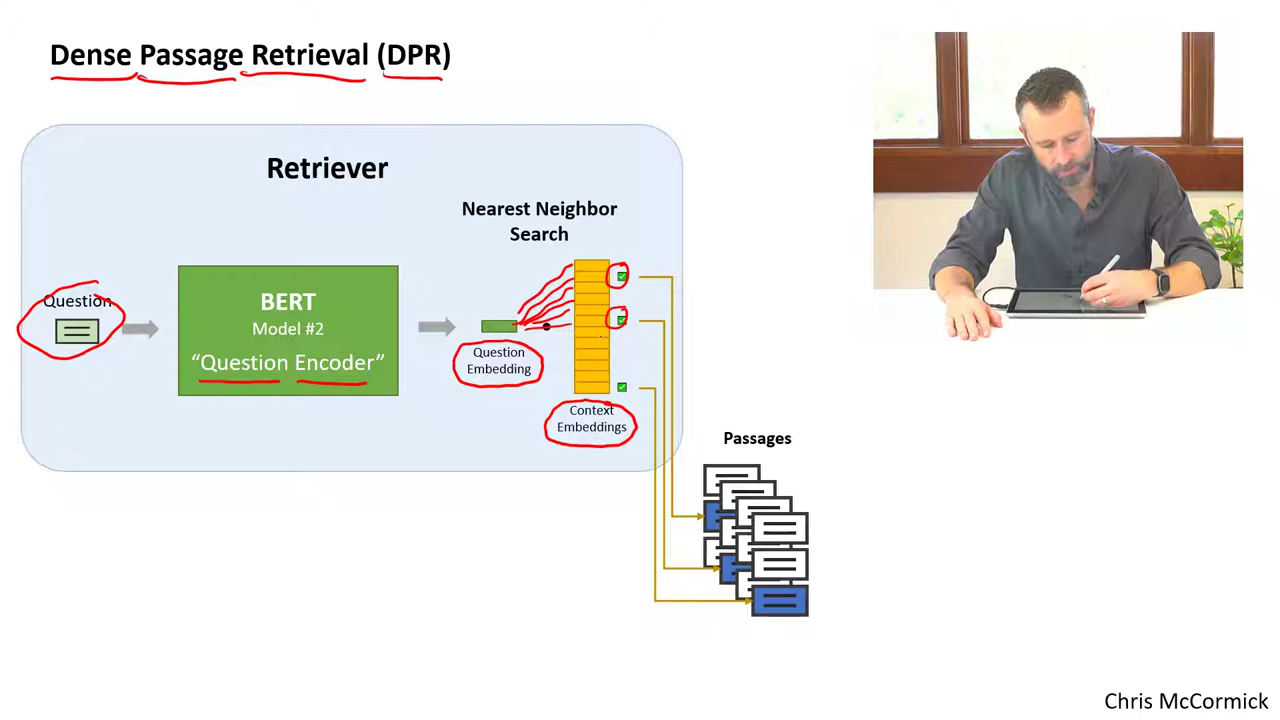 Dense Passage Retrieval (DPR)
Retriever
Nearest Neighbor
Search
Question
BERT
Model #2
“Question Encoder”
Question
Embedding
Context
Embeddings
Passages
Chris McCormick